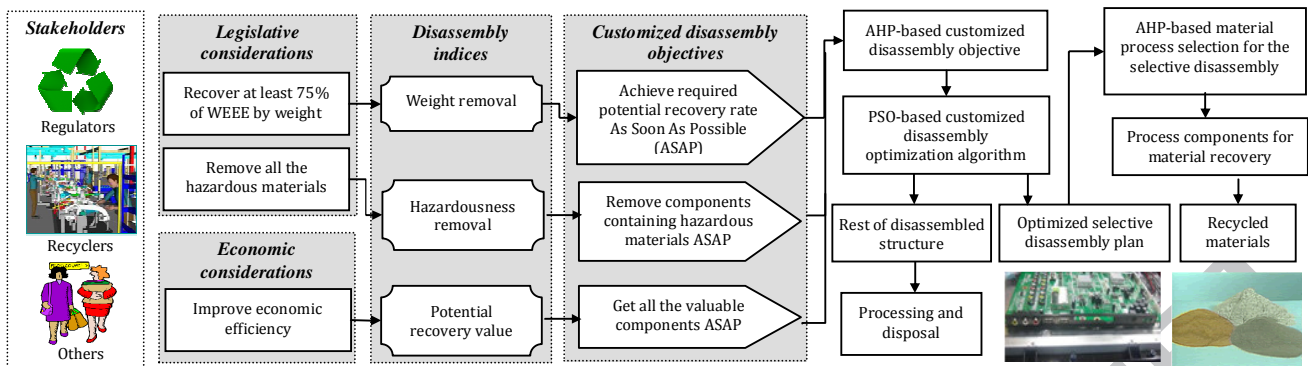 Stakeholders
Regulators
Recyclers
Others
Legislative
considerations
Recover at least 75%
of WEEE by weight
Remove all the
hazardous materials
Economic
considerations
Improve economic
efficiency
Disassembly
indices
Weight removal
Hazardousness
removal
Potential
recovery value
Customized disassembly
objectives
Achieve required
potential recovery rate
As Soon As Possible
(ASAP)
Remove components
containing hazardous
materials ASAP
Get all the valuable
components ASAP
AHP-based customized
disassembly objective
PSO-based customized
disassembly
optimization algorithm
Rest of disassembled
structure
Processing and
disposal
Optimized selective
disassembly plan
AHP-based material
process selection for the
selective disassembly
Process components for
material recovery
Recycled
materials